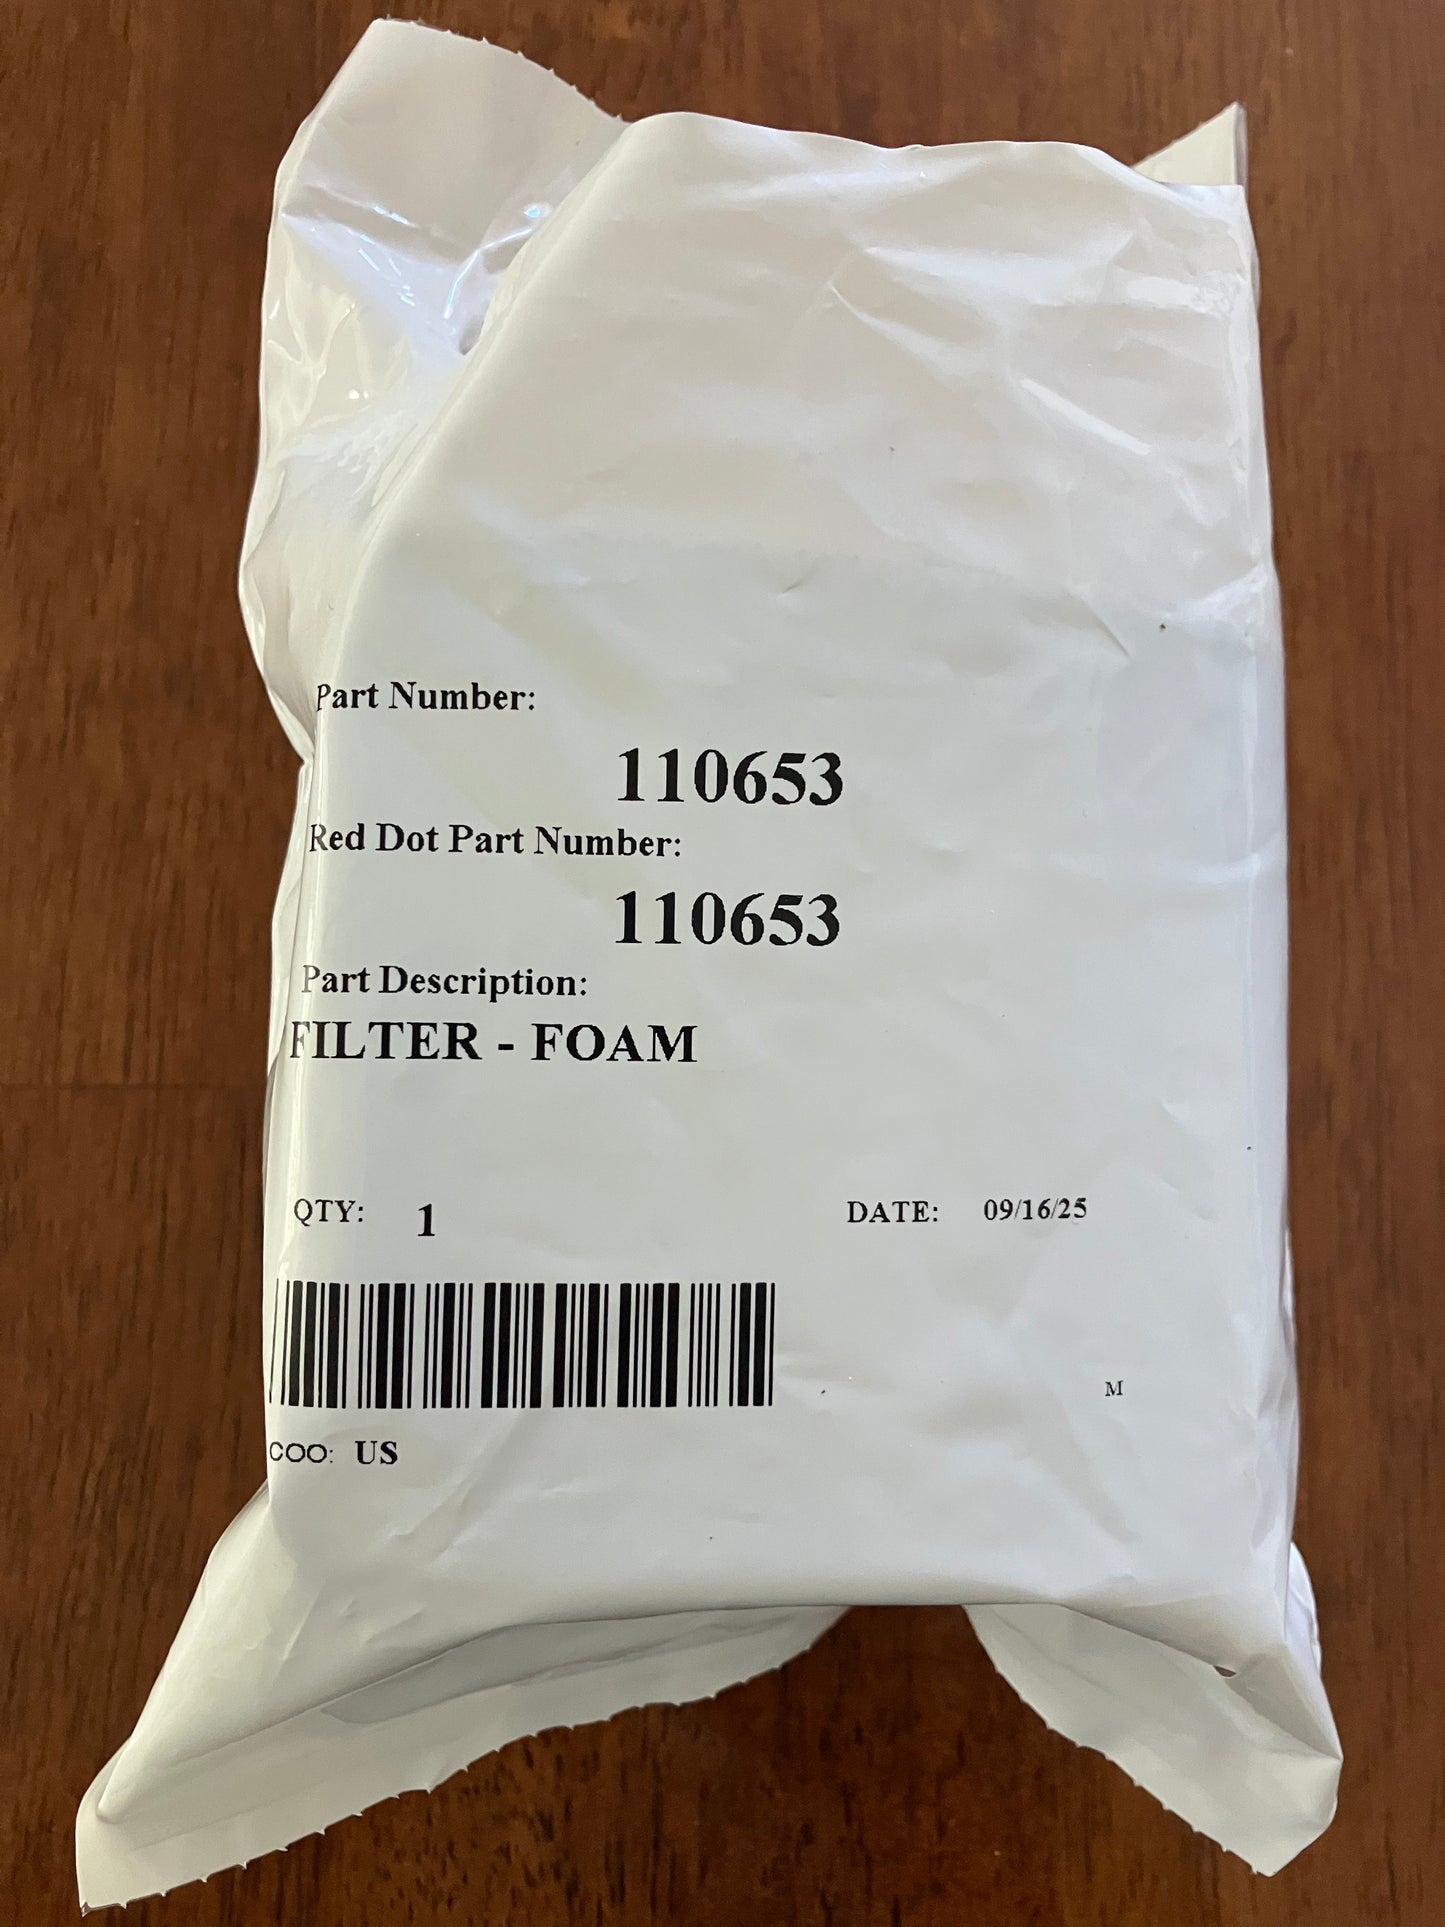 Part Number:
110653
Red Dot Part Number:
110653
Part Description:
FILTER - FOAM
QTY: 1 DATE: 09/16/25
M
COO: US